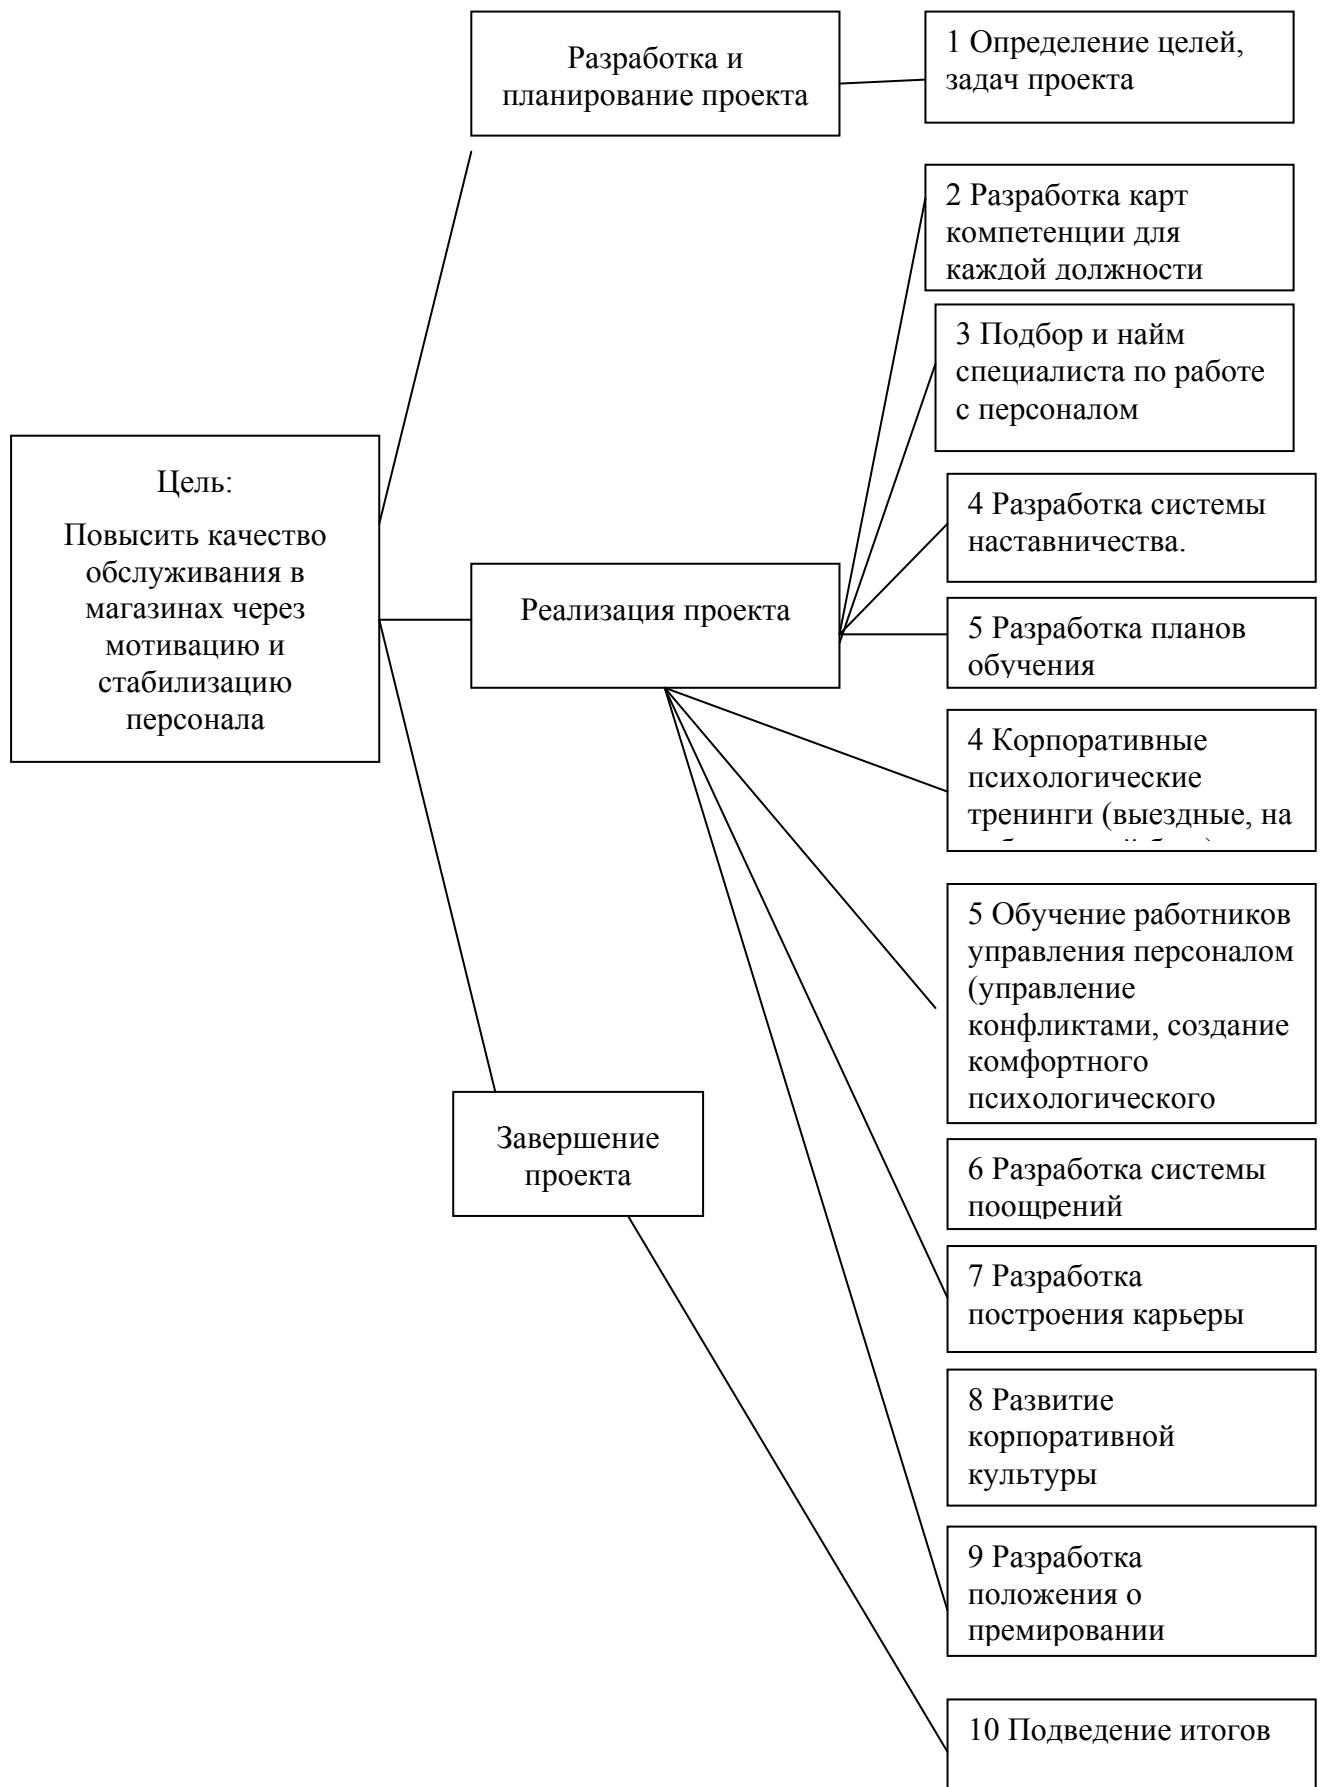 Разработка и
планирование проекта
1 Определение целей,
задач проекта
2 Разработка карт
компетенции для
каждой должности
3 Подбор и найм
специалиста по работе
с персоналом
Цель:
Повысить качество
обслуживания в
магазинах через
мотивацию и
стабилизацию
персонала
Реализация проекта
4 Разработка системы
наставничества.
5 Разработка планов
обучения
4 Корпоративные
психологические
тренинги (выездные, на
5 Обучение работников
управления персоналом
(управление
конфликтами, создание
комфортного
психологического
Завершение
проекта
6 Разработка системы
поощрений
7 Разработка
построения карьеры
8 Развитие
корпоративной
культуры
9 Разработка
положения о
премировании
10 Подведение итогов